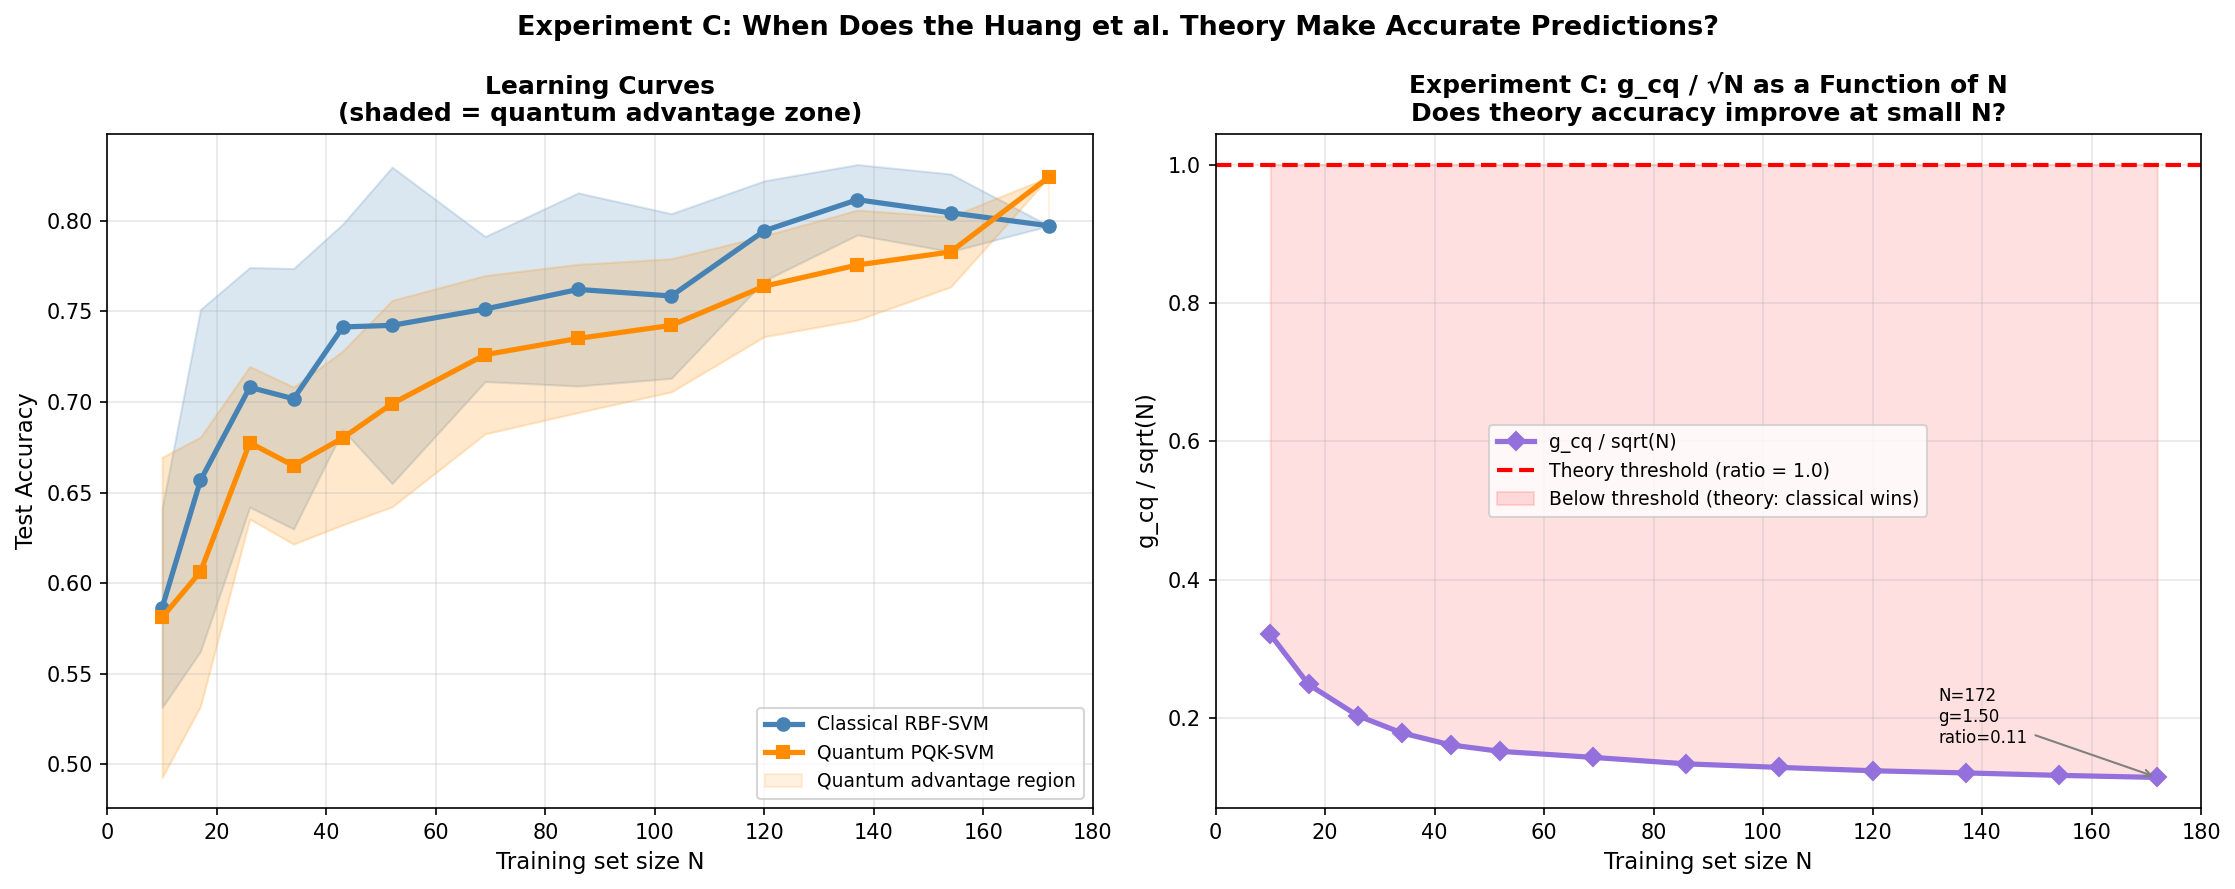 Experiment C: When Does the Huang et al. Theory Make Accurate Predictions?
Learning Curves
(shaded = quantum advantage zone)
Test Accuracy
0.80
0.75
0.70
0.65
0.60
0.55
0.50
0 20 40 60 80 100 120 140 160 180
Training set size N
Classical RBF-SVM
Quantum PQK-SVM
Quantum advantage region
Experiment C: g_cq / √N as a Function of N
Does theory accuracy improve at small N?
g_cq / sqrt(N)
1.0
0.8
0.6
0.4
0.2
0 20 40 60 80 100 120 140 160 180
Training set size N
g_cq / sqrt(N)
Theory threshold (ratio = 1.0)
Below threshold (theory: classical wins)
N=172
g=1.50
ratio=0.11